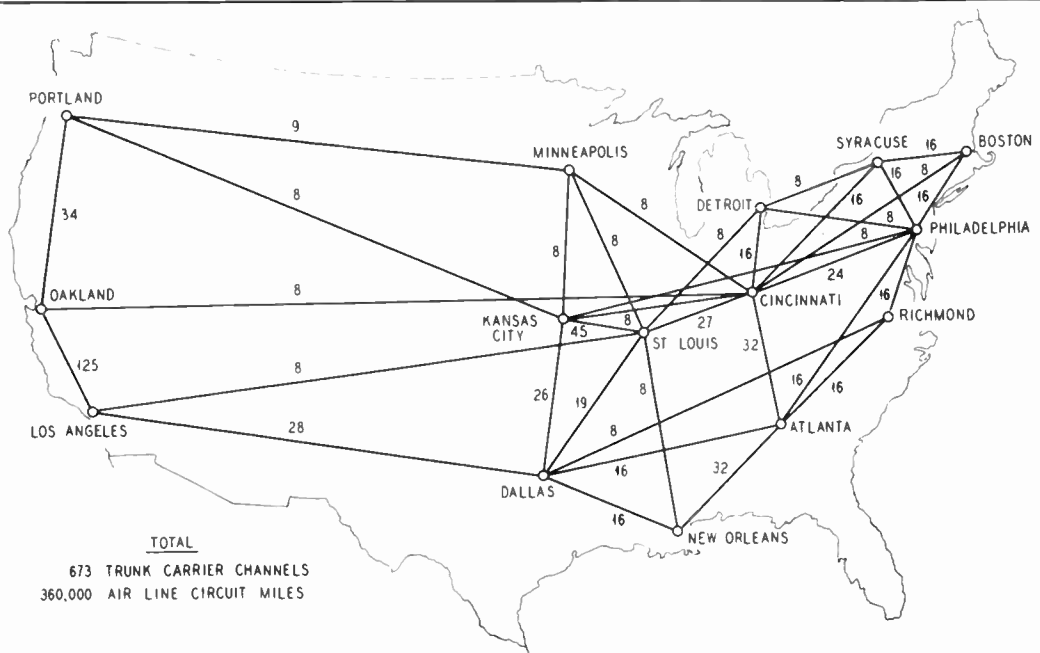 PORTLAND
9
MINNEAPOLIS
SYRACUSE
16
BOSTON
8
16
8
34
8
8
DETROIT
16
16
8
8
8
8
PHILADELPHIA
8
16
24
OAKLAND
8
CINCINNATI
16
KANSAS
CITY
45
8
27
ST LOUIS
32
RICHMOND
125
8
26
19
8
16
16
LOS ANGELES
28
8
ATLANTA
16
32
DALLAS
16
NEW ORLEANS
TOTAL
673 TRUNK CARRIER CHANNELS
360,000 AIR LINE CIRCUIT MILES